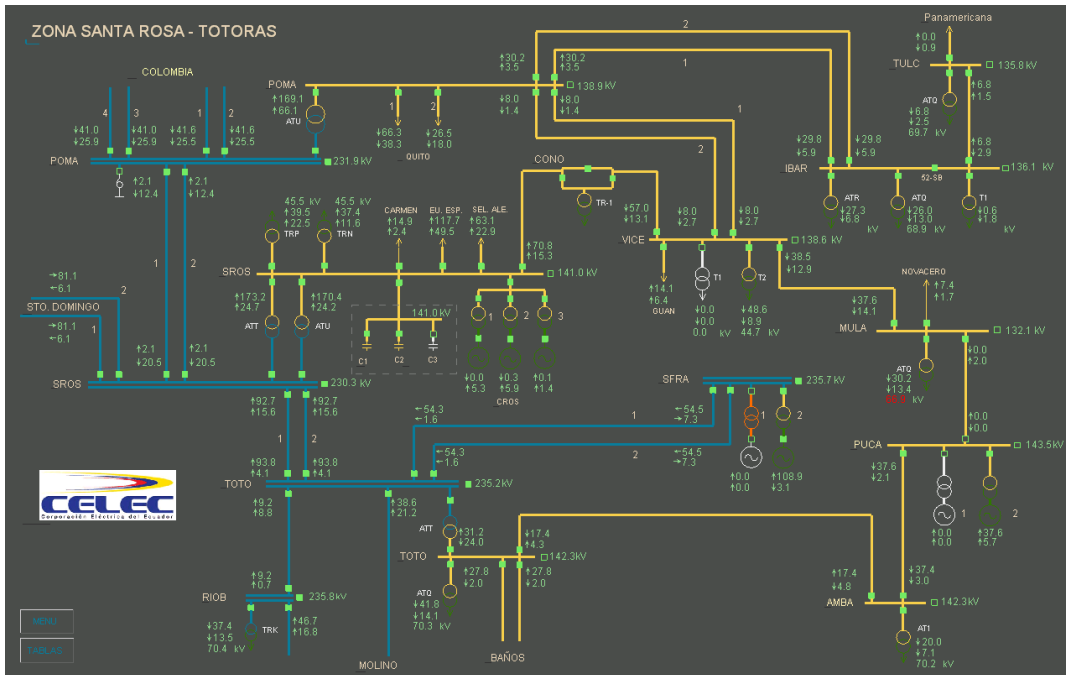 ZONA SANTA ROSA - TOTORAS
COLOMBIA
4 3 1 2
↓41.0 ↓41.0 ↓41.6 ↓41.6
↓25.9 ↓25.9 ↓25.5 ↓25.5
POMA 231.9 kV
↑2.1 ↑2.1
↓12.4 ↓12.4
1 2
POMA 138.9 kV
↑169.1
↑66.1
ATU
1 2
↓66.3 ↓26.5
↓38.3 ↓18.0
QUITO
↑30.2 ↑30.2
↑3.5 ↑3.5
↓8.0 ↓8.0
↓1.4 ↓1.4
2
1
1
2
Panamericana
↑0.0
↓0.9
TULC 135.8 kV
ATQ
↓6.8
↓2.5
69.7 kV
↑6.8
↑1.5
↑6.8
↑2.9
↓29.8 ↓29.8
↓5.9 ↓5.9
IBAR 136.1 kV
52-SB
ATR
↓27.3
↓6.8
kV
ATQ
↓26.0
↓13.0
68.9 kV
T1
↓0.6
↓1.8
kV
CONO
TR-1
45.5 kV 45.5 kV
↑39.5 ↑37.4
↑22.5 ↑11.6
TRP TRN
CARMEN
↑14.9
↑2.4
EU. ESP.
↑117.7
↑49.5
SEL. ALE.
↑63.1
↑22.9
↑70.8
↑15.3
SROS 141.0 kV
↑173.2 ↑170.4
↑24.7 ↑24.2
ATT ATU
141.0 kV
C1 C2 C3
1 2 3
↓0.0 ↓0.3 ↑0.1
↑5.3 ↑5.9 ↑1.4
CROS
↓57.0 ↑8.0 ↑8.0
↓13.1 ↓2.7 ↓2.7
VICE 138.6 kV
↑14.1
↑6.4
GUAN
T1
↓0.0
↓0.0
0.0 kV
T2
↓48.6
↓8.9
44.7 kV
↑38.5
↓12.9
NOVACERO
↑7.4
↑1.7
↓37.6
↑14.1
MULA 132.1 kV
ATQ
↓30.2
↓13.4
kV
↓0.0
↑2.0
→81.1
←6.1
STO. DOMINGO
2
1
→81.1
←6.1
↑2.1 ↑2.1
↓20.5 ↓20.5
SROS 230.3 kV
↑92.7 ↑92.7
↑15.6 ↑15.6
1 2
↑93.8 ↑93.8
↑4.1 ↑4.1
SFRA 235.7 kV
←54.3 ←54.5
→1.6 →7.3
1
←54.3 ←54.5
←1.6 →7.3
2
1 2
↑0.0 ↑108.9
↑0.0 ↓3.1
↑0.0
↓0.0
PUCA 143.5kV
↓37.6
↓2.1
1 2
↑0.0 ↑37.6
↑0.0 ↑5.7
CELEC
Corporación Eléctrica del Ecuador
TOTO 235.2kV
↑9.2
↑8.8
↑38.6
↑21.2
ATT
↑31.2
↓24.0
TOTO 142.3kV
↓17.4
↑4.3
↑27.8 ↑27.8
↓2.0 ↓2.0
ATQ
↓41.8
↓14.1
70.3 kV
↑9.2
↑0.7
RIOB 235.8 kV
↓37.4
↓13.5
70.4 kV
TRK
↑46.7
↑16.8
MOLINO
BAÑOS
↑17.4
↓4.8
↓37.4
↓3.0
AMBA 142.3kV
AT1
↓20.0
↓7.1
70.2 kV
MENU
TABLAS